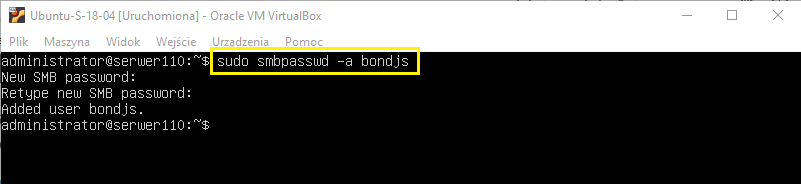 Ubuntu-S-18-04 [Uruchomiona] - Oracle VM VirtualBox
Plik Maszyna Widok Wejście Urządzenia Pomoc
administrator@serwer110:~$ sudo smbpasswd -a bondjs
New SMB password:
Retype new SMB password:
Added user bondjs.
administrator@serwer110:~$